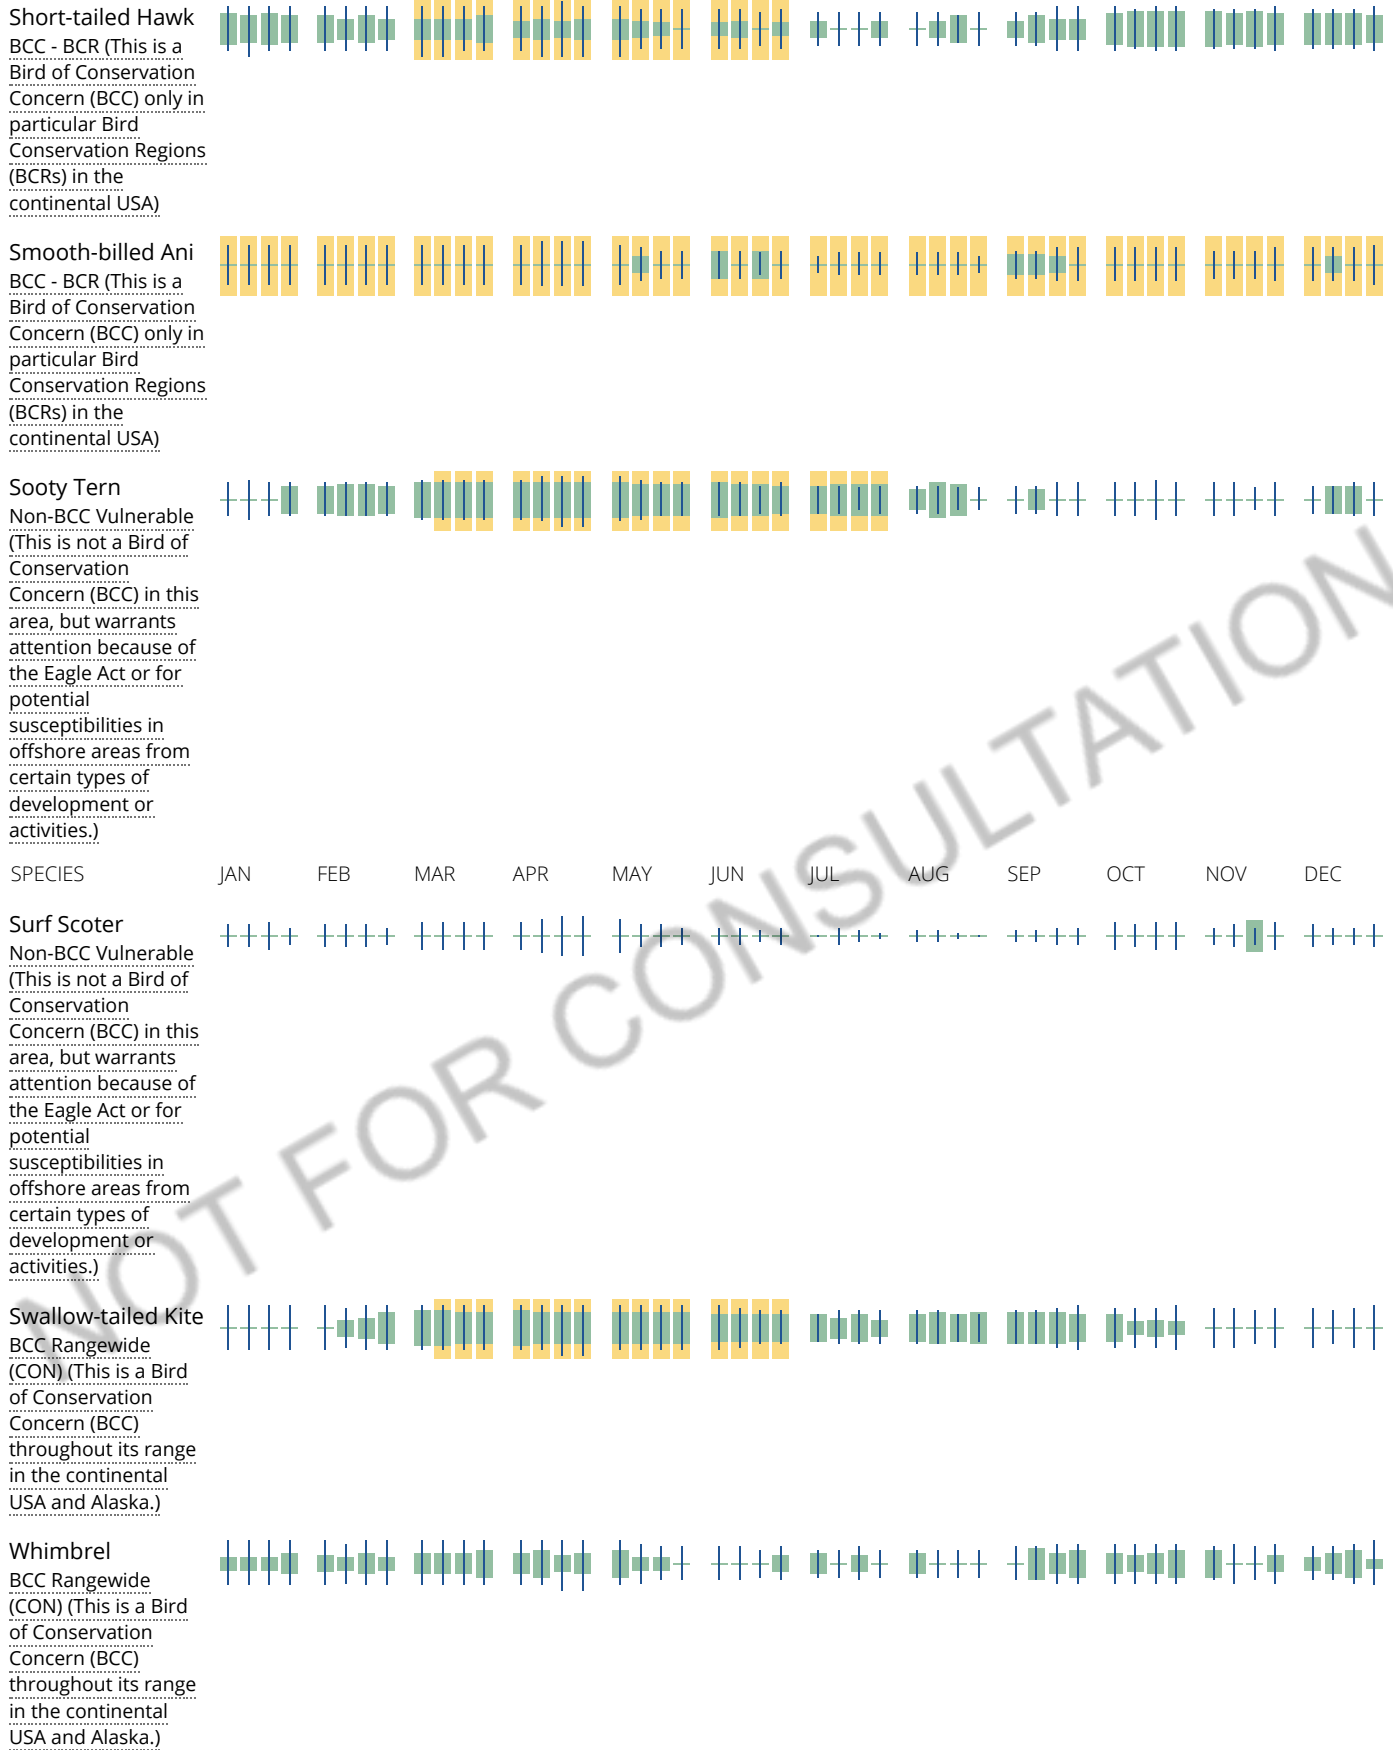 Short-tailed Hawk
BCC - BCR (This is a
Bird of Conservation
Concern (BCC) only in
particular Bird
Conservation Regions
(BCRs) in the
continental USA)
Smooth-billed Ani
BCC - BCR (This is a
Bird of Conservation
Concern (BCC) only in
particular Bird
Conservation Regions
(BCRs) in the
continental USA)
Sooty Tern
Non-BCC Vulnerable
(This is not a Bird of
Conservation
Concern (BCC) in this
area, but warrants
attention because of
the Eagle Act or for
potential
susceptibilities in
offshore areas from
certain types of
development or
activities.)
SPECIES JAN FEB MAR APR MAY JUN JUL AUG SEP OCT NOV DEC
Surf Scoter
Non-BCC Vulnerable
(This is not a Bird of
Conservation
Concern (BCC) in this
area, but warrants
attention because of
the Eagle Act or for
potential
susceptibilities in
offshore areas from
certain types of
development or
activities.)
Swallow-tailed Kite
BCC Rangewide
(CON) (This is a Bird
of Conservation
Concern (BCC)
throughout its range
in the continental
USA and Alaska.)
Whimbrel
BCC Rangewide
(CON) (This is a Bird
of Conservation
Concern (BCC)
throughout its range
in the continental
USA and Alaska.)
NOT FOR CONSULTATION